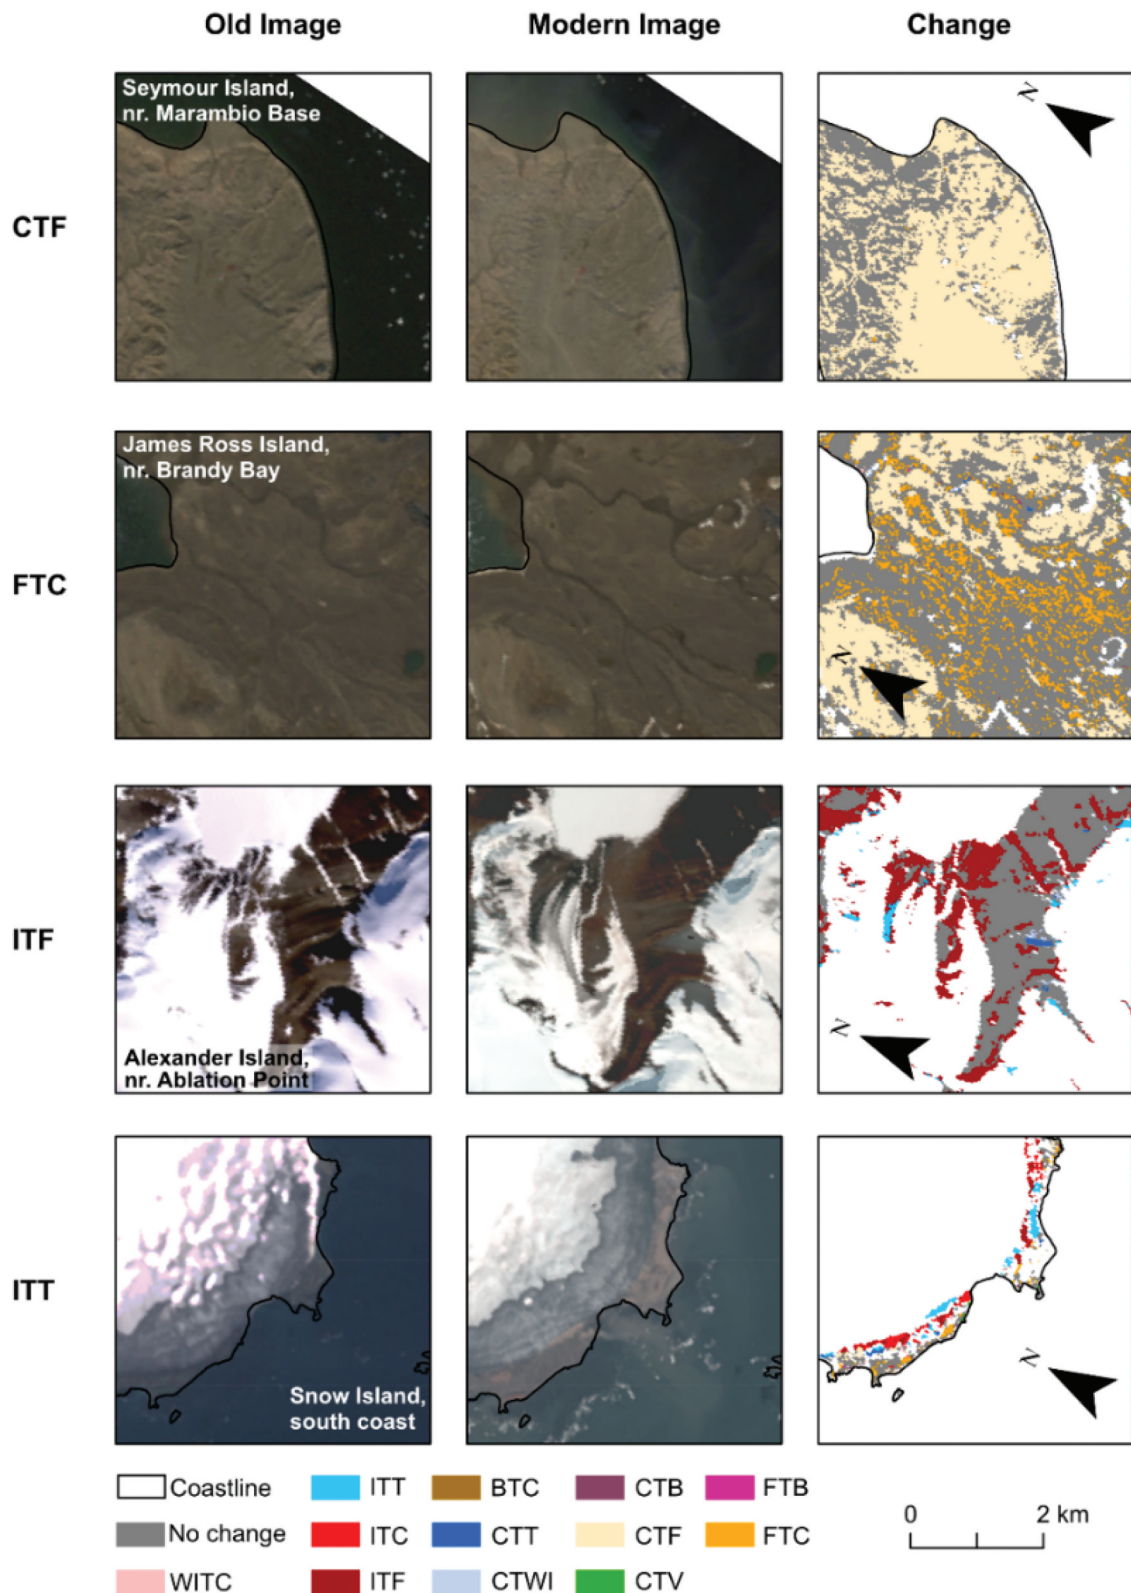 Old Image Modern Image Change
CTF
Seymour Island,
nr. Marambio Base
N
FTC
James Ross Island,
nr. Brandy Bay
N
ITF
Alexander Island,
nr. Ablation Point
N
ITT
Snow Island,
south coast
N
Coastline ITT BTC CTB FTB
No change ITC CTT CTF FTC
WITC ITF CTWI CTV
0 2 km